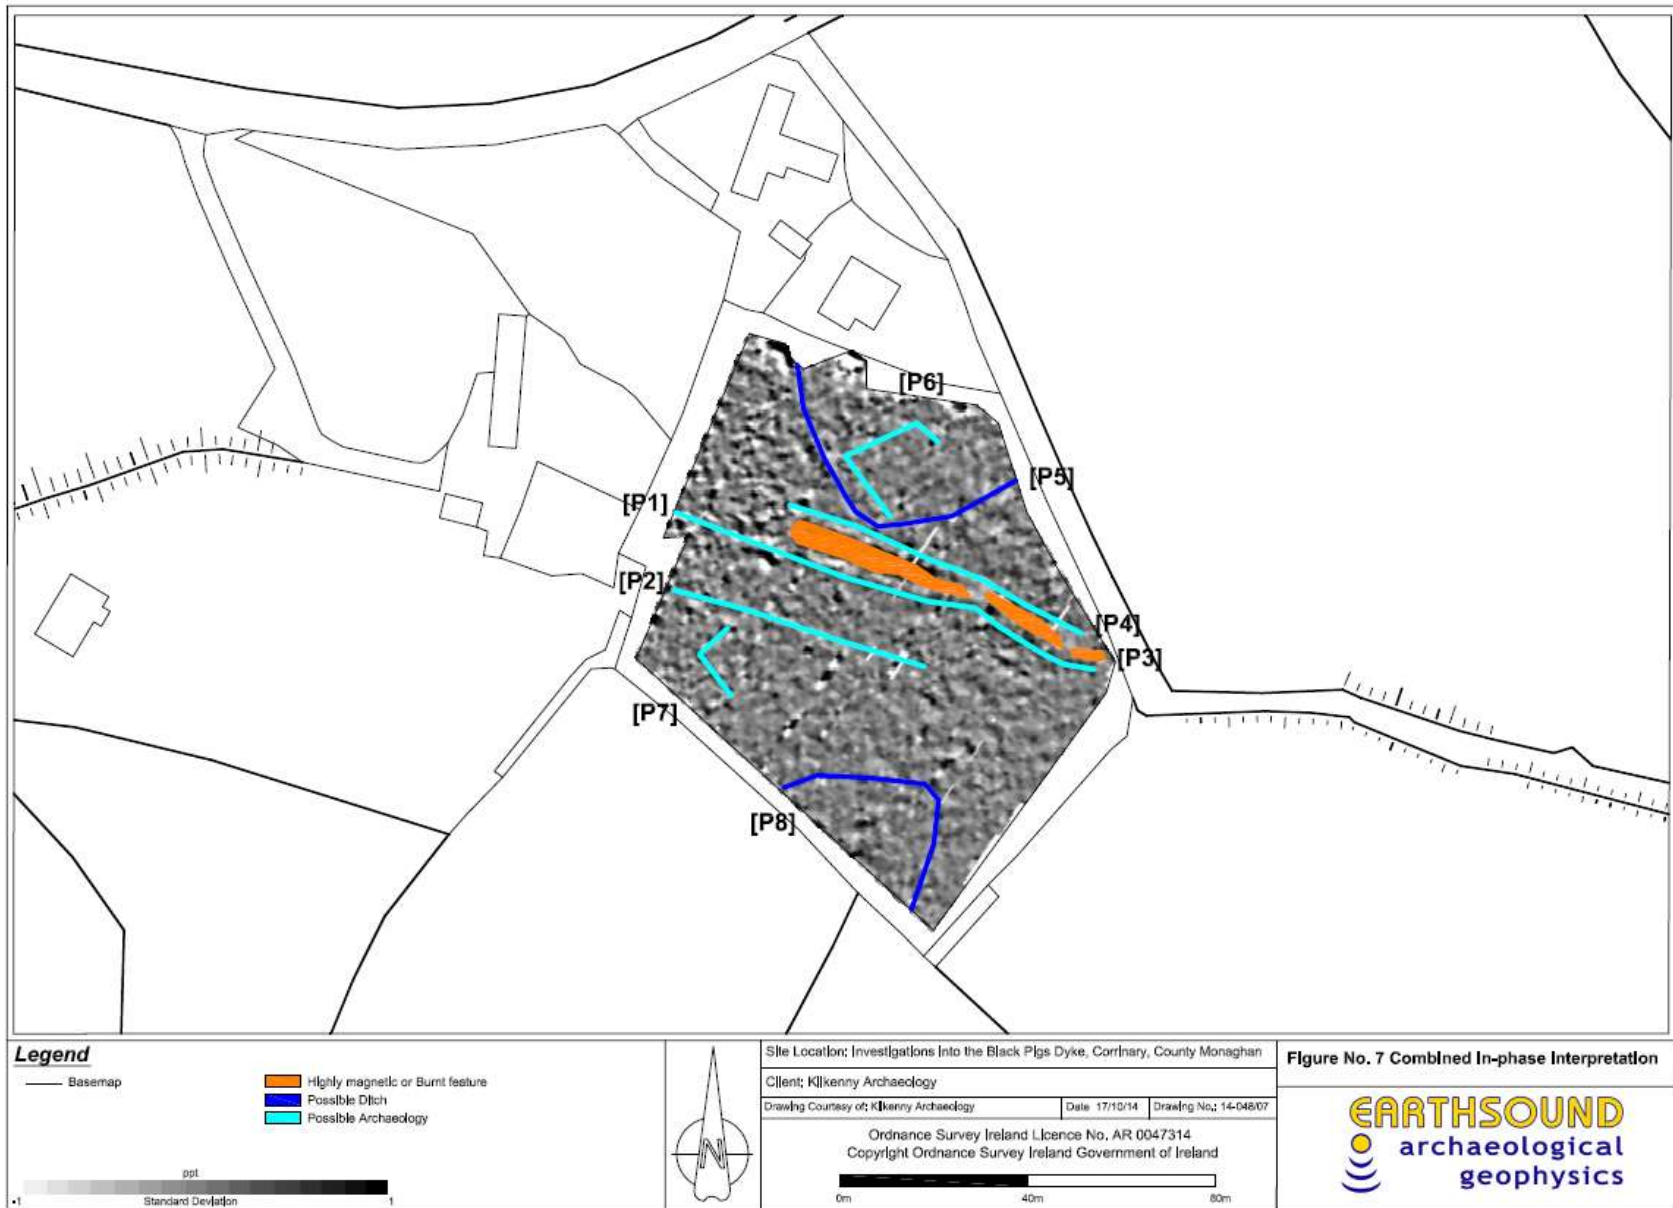 [P6]
[P5]
[P1]
[P2]
[P4]
[P3]
[P7]
[P8]
Legend
Basemap
Highly magnetic or Burnt feature
Possible Ditch
Possible Archaeology
ppt
-1
Standard Deviation
1
N
Site Location: Investigations into the Black Pigs Dyke, Corrinary, County Monaghan
Client: Kilkenny Archaeology
Drawing Courtesy of: Kilkenny Archaeology
Date 17/10/14
Drawing No.: 14-048/07
Ordnance Survey Ireland Licence No. AR 0047314
Copyright Ordnance Survey Ireland Government of Ireland
0m
40m
80m
Figure No. 7 Combined In-phase Interpretation
EARTHSOUND
archaeological
geophysics